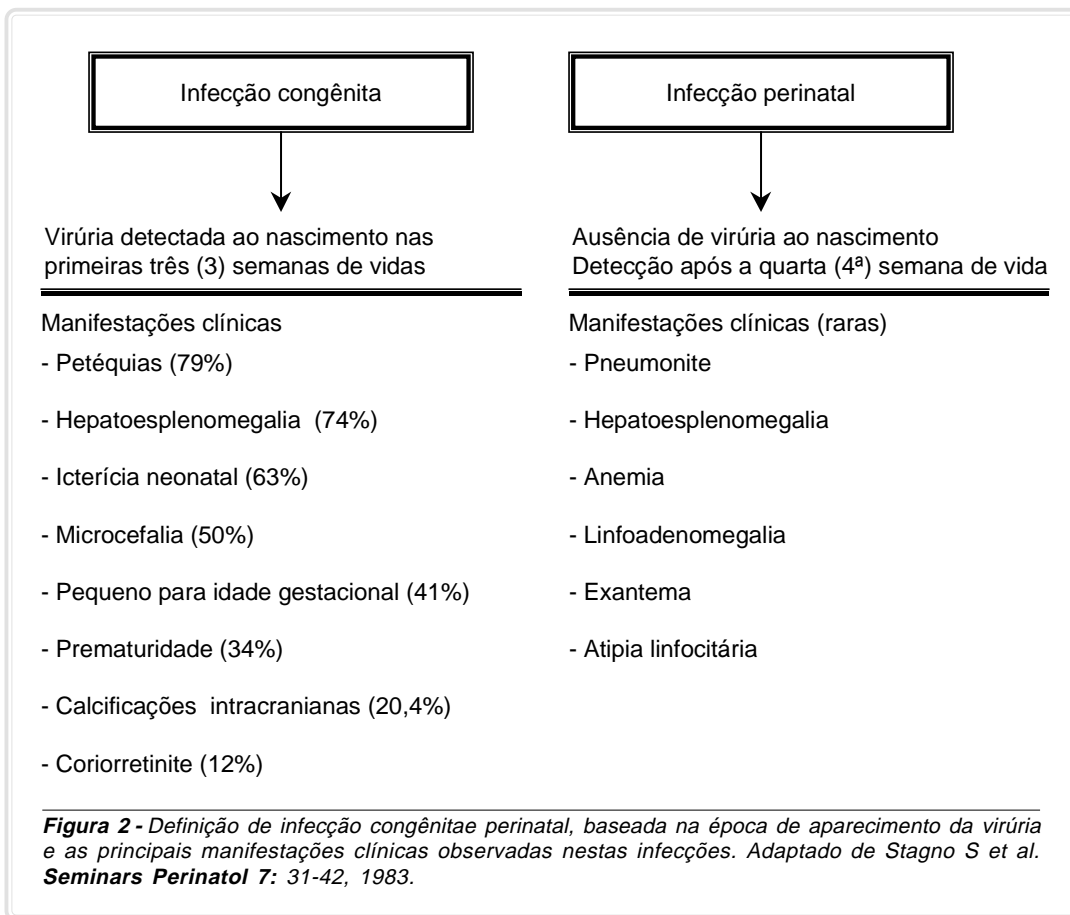 Infecção congênita
Virúria detectada ao nascimento nas
primeiras três (3) semanas de vidas
Manifestações clínicas
- Petéquias (79%)
- Hepatoesplenomegalia (74%)
- Icterícia neonatal (63%)
- Microcefalia (50%)
- Pequeno para idade gestacional (41%)
- Prematuridade (34%)
- Calcificações intracranianas (20,4%)
- Coriorretinite (12%)
Infecção perinatal
Ausência de virúria ao nascimento
Detecção após a quarta (4ª) semana de vida
Manifestações clínicas (raras)
- Pneumonite
- Hepatoesplenomegalia
- Anemia
- Linfoadenomegalia
- Exantema
- Atipia linfocitária
Figura 2 - Definição de infecção congênitae perinatal, baseada na época de aparecimento da virúria
e as principais manifestações clínicas observadas nestas infecções. Adaptado de Stagno S et al.
Seminars Perinatol 7: 31-42, 1983.